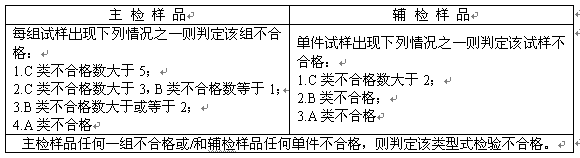 主 检 样 品
辅 检 样 品
每组试样出现下列情况之一则判定该组不合
格：
1.C 类不合格数大于 5；
2.C 类不合格数大于 3，B 类不合格数等于 1；
3.B 类不合格数大于或等于 2；
4.A 类不合格
单件试样出现下列情况之一则判定该试样不
合格：
1.C 类不合格数大于 2；
2.B 类不合格；
3.A 类不合格
主检样品任何一组不合格或/和辅检样品任何单件不合格，则判定该类型式检验不合格。